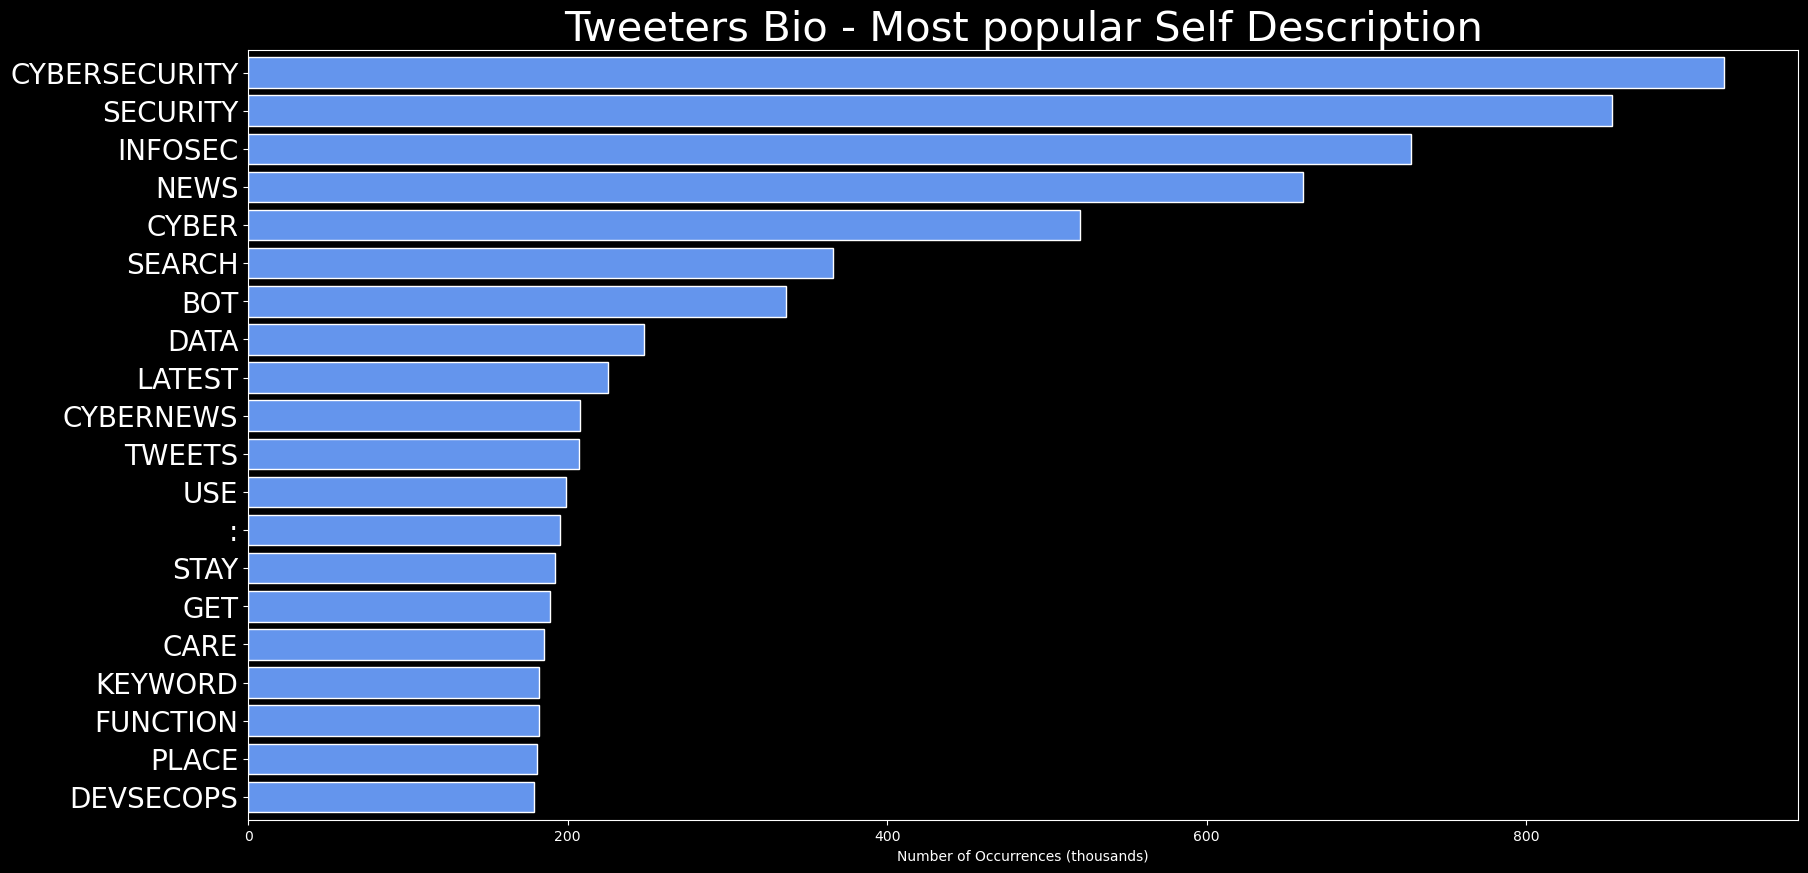 Tweeters Bio - Most popular Self Description
CYBERSECURITY
SECURITY
INFOSEC
NEWS
CYBER
SEARCH
BOT
DATA
LATEST
CYBERNEWS
TWEETS
USE
:
STAY
GET
CARE
KEYWORD
FUNCTION
PLACE
DEVSECOPS
0 200 400 600 800
Number of Occurrences (thousands)